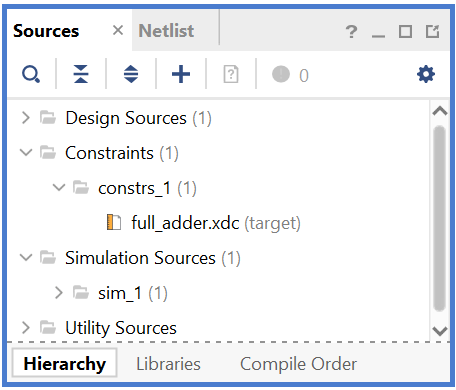 Sources × Netlist ? _
+ ? 0
Design Sources (1)
Constraints (1)
constrs_1 (1)
full_adder.xdc (target)
Simulation Sources (1)
sim_1 (1)
Utility Sources
Hierarchy Libraries Compile Order